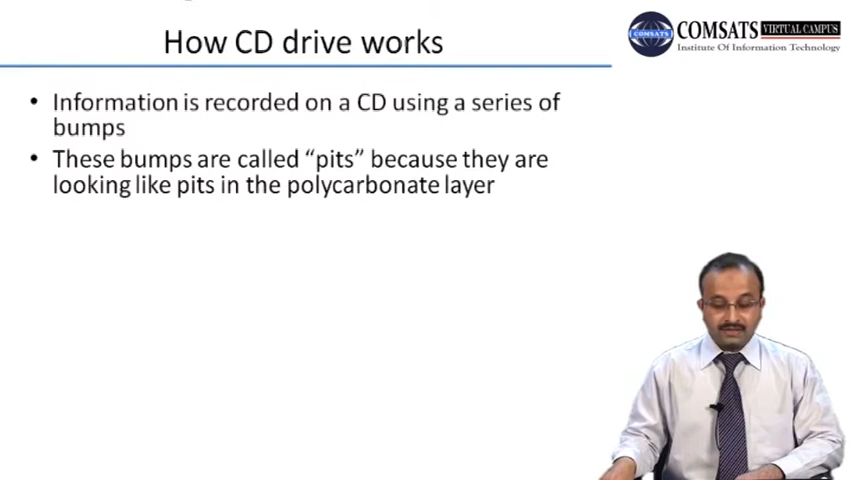 How CD drive works
COMSATS
COMSATS VIRTUAL CAMPUS
Institute Of Information Technology
• Information is recorded on a CD using a series of
bumps
• These bumps are called “pits” because they are
looking like pits in the polycarbonate layer